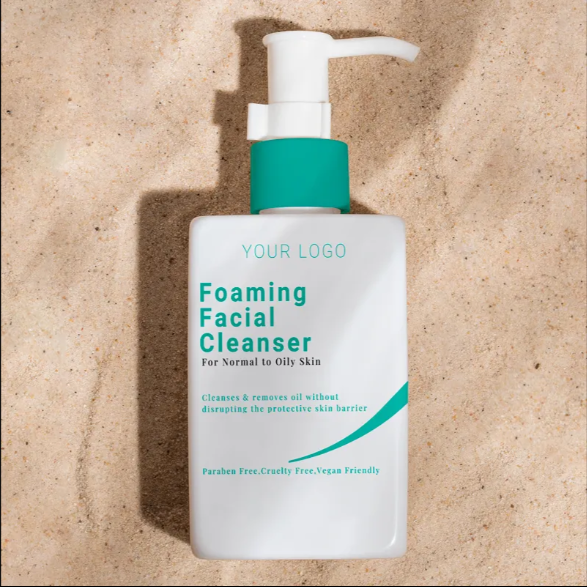 YOUR LOGO
Foaming
Facial
Cleanser
For Normal to Oily Skin
Cleanses & removes oil without
disrupting the protective skin barrier
Paraben Free,Cruelty Free,Vegan Friendly